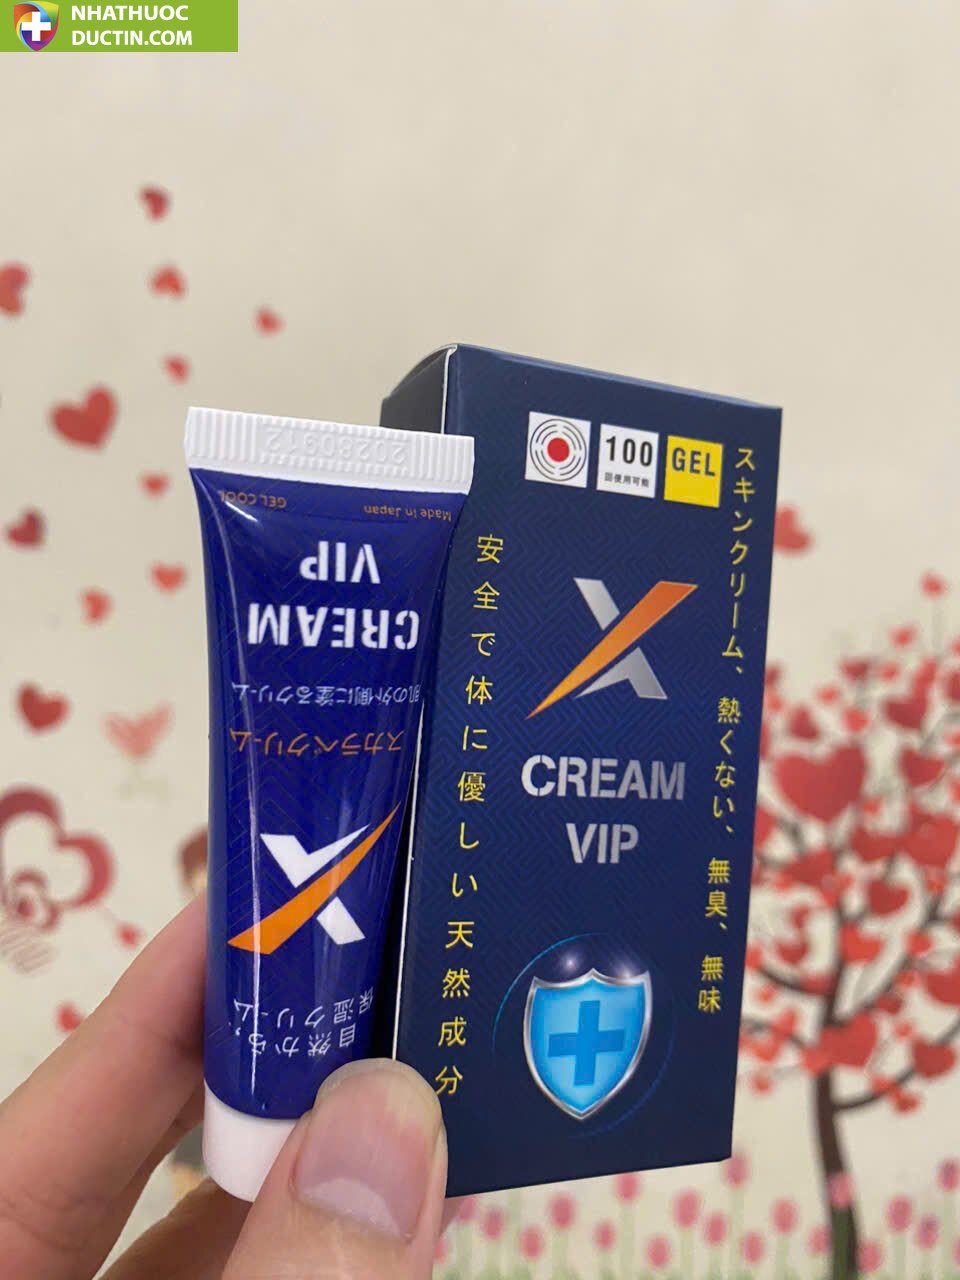 NHATHUOC
DUCTIN.COM
100
回使用可能
GEL
スキンクリーム、熱くない、無臭、無味
安全で体に優しい天然成分
X
CREAM
VIP
20280912
Made in Japan
GEL COOL
CREAM
VIP
肌の外側に塗るクリーム
スカラベクリーム
X
自然から
保湿クリーム